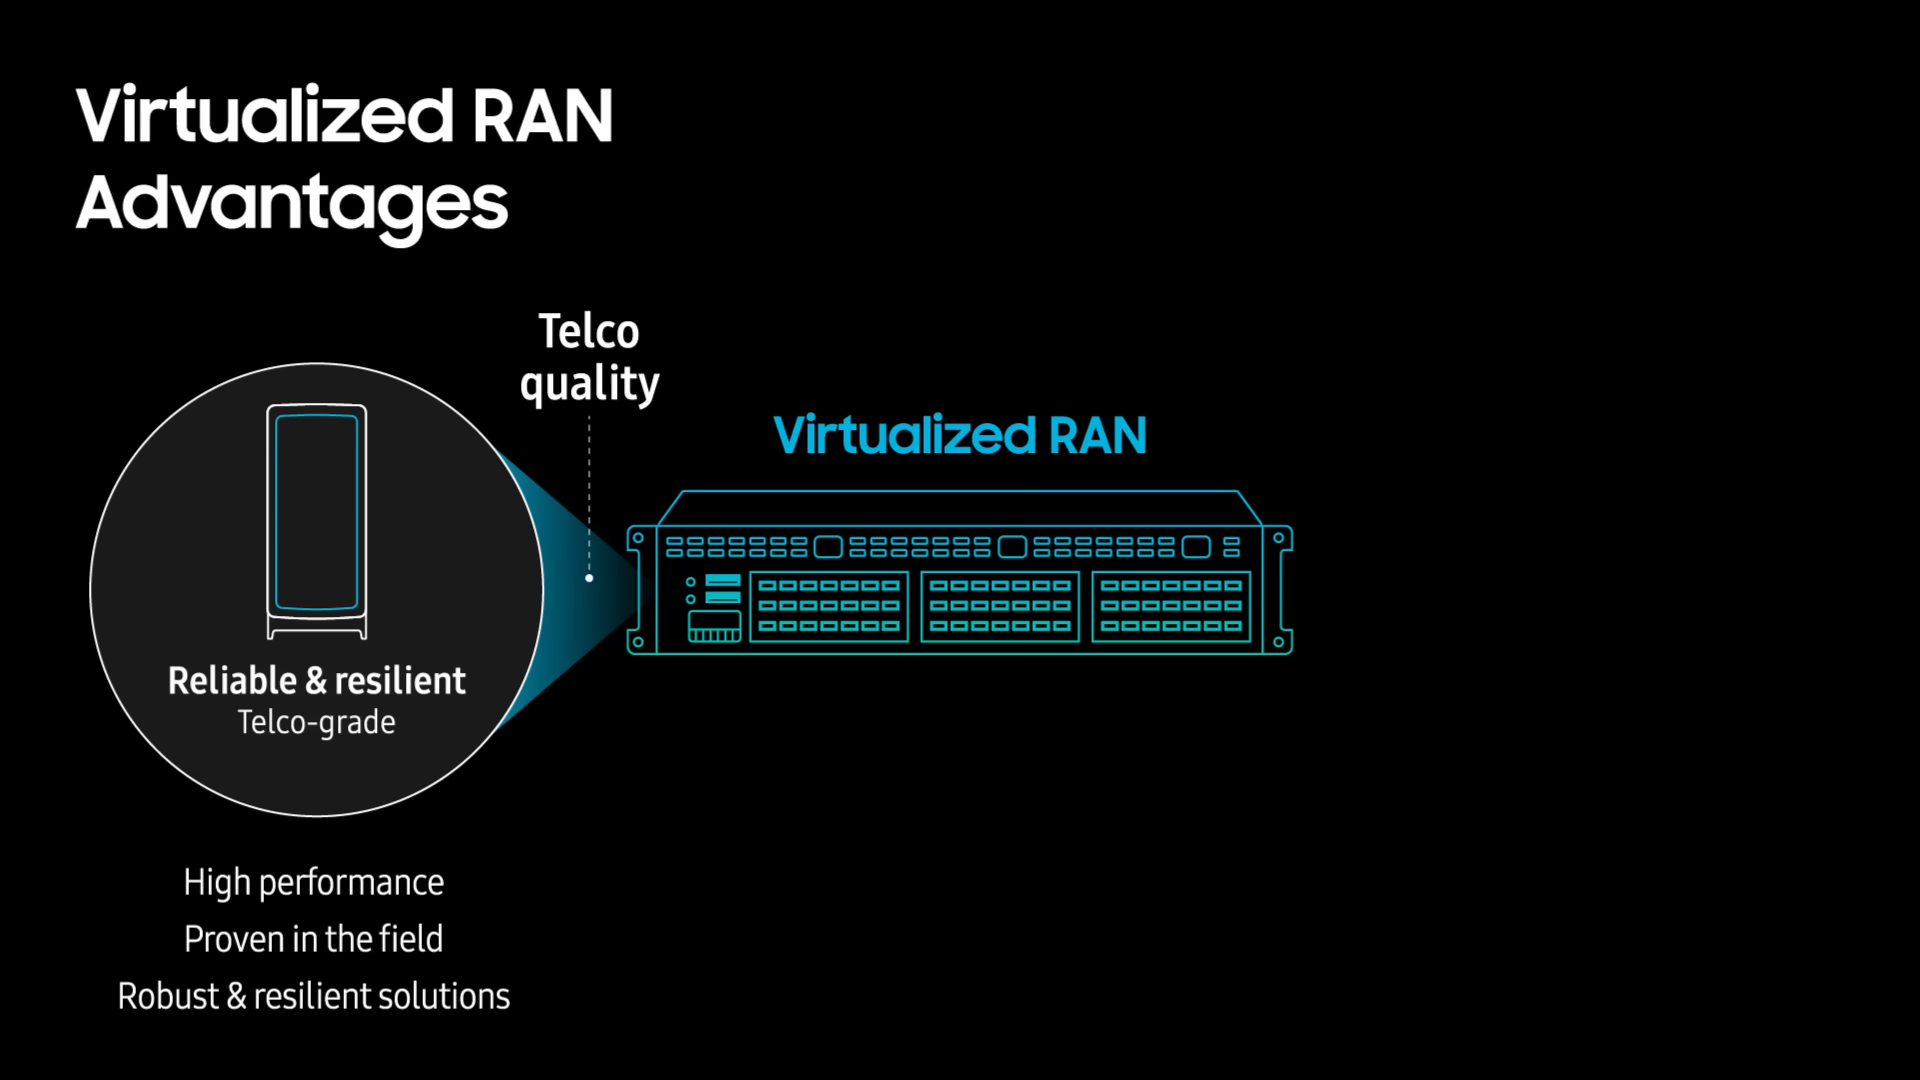 Virtualized RAN
Advantages
Telco
quality
Virtualized RAN
Reliable & resilient
Telco-grade
High performance
Proven in the field
Robust & resilient solutions